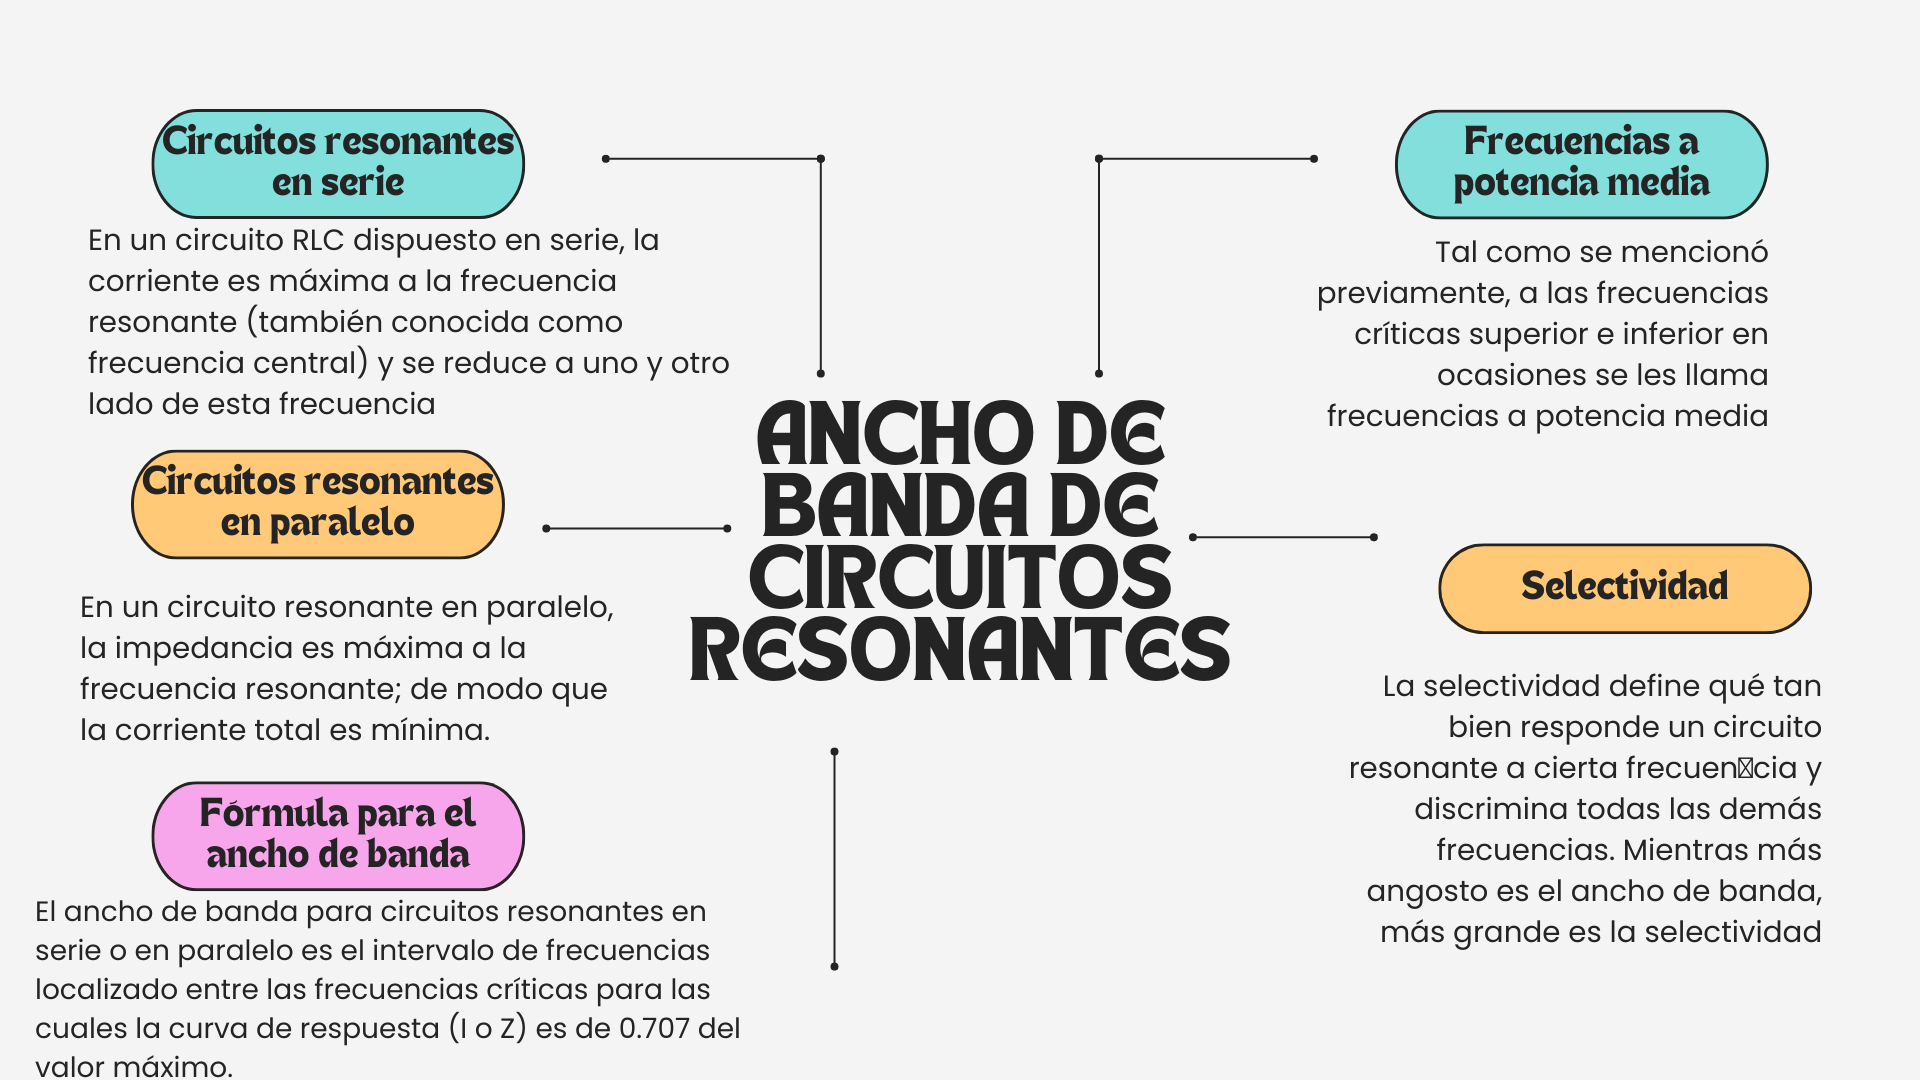 Circuitos resonantes
en serie
En un circuito RLC dispuesto en serie, la
corriente es máxima a la frecuencia
resonante (también conocida como
frecuencia central) y se reduce a uno y otro
lado de esta frecuencia
Circuitos resonantes
en paralelo
En un circuito resonante en paralelo,
la impedancia es máxima a la
frecuencia resonante; de modo que
la corriente total es mínima.
Fórmula para el
ancho de banda
El ancho de banda para circuitos resonantes en
serie o en paralelo es el intervalo de frecuencias
localizado entre las frecuencias críticas para las
cuales la curva de respuesta (I o Z) es de 0.707 del
valor máximo.
ANCHO DE
BANDA DE
CIRCUITOS
RESONANTES
Frecuencias a
potencia media
Tal como se mencionó
previamente, a las frecuencias
críticas superior e inferior en
ocasiones se les llama
frecuencias a potencia media
Selectividad
La selectividad define qué tan
bien responde un circuito
resonante a cierta frecuen▯cia y
discrimina todas las demás
frecuencias. Mientras más
angosto es el ancho de banda,
más grande es la selectividad